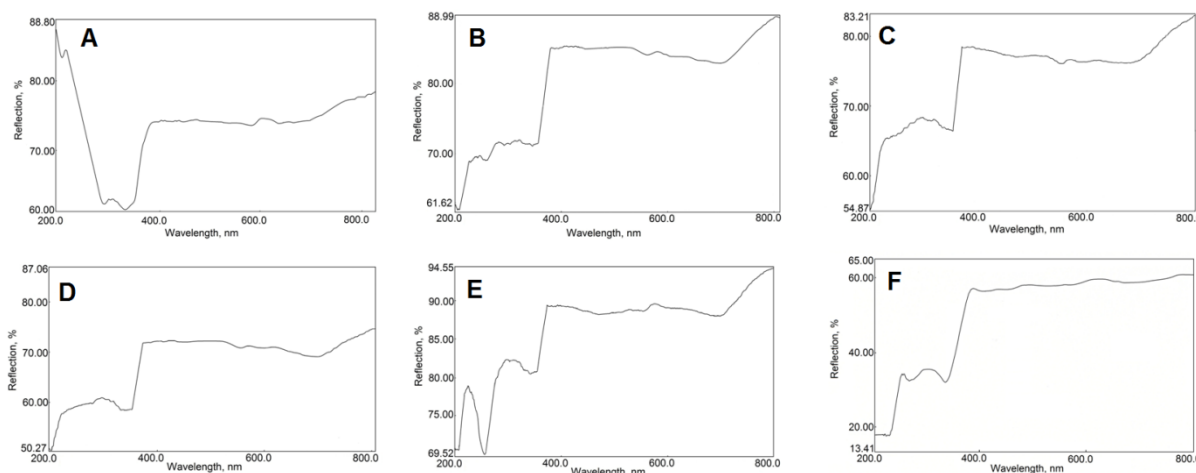 A
88.80
80.00
70.00
60.00
Reflection, %
200.0 400.0 600.0 800.0
Wavelength, nm
B
88.99
80.00
70.00
61.62
Reflection, %
200.0 400.0 600.0 800.
Wavelength, nm
C
83.21
80.00
70.00
60.00
54.87
Reflection, %
200.0 400.0 600.0 800.
Wavelength, nm
D
87.06
80.00
70.00
60.00
50.27
Reflection, %
200.0 400.0 600.0 800.0
Wavelength, nm
E
94.55
90.00
85.00
80.00
75.00
69.52
Reflection, %
200.0 400.0 600.0 800.0
Wavelength, nm
F
65.00
60.00
40.00
20.00
13.41
Reflection, %
200.0 400.0 600.0 800.0
Wavelength, nm